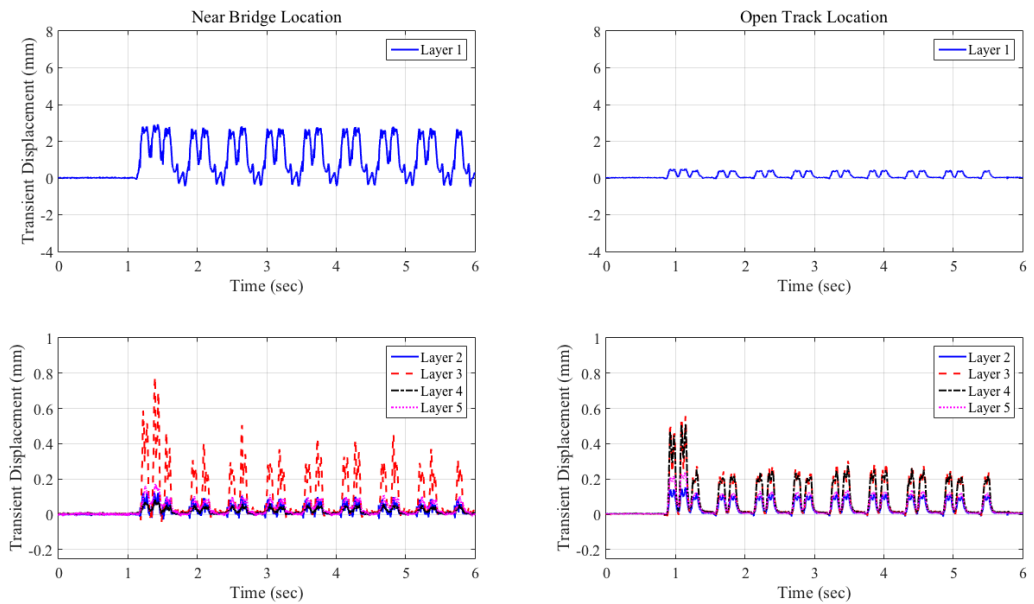 Near Bridge Location
Transient Displacement (mm)
8
6
4
2
0
-2
-4
0 1 2 3 4 5 6
Time (sec)
Layer 1
Open Track Location
Transient Displacement (mm)
8
6
4
2
0
-2
-4
0 1 2 3 4 5 6
Time (sec)
Layer 1
Transient Displacement (mm)
1
0.8
0.6
0.4
0.2
0
-0.2
0 1 2 3 4 5 6
Time (sec)
Layer 2
Layer 3
Layer 4
Layer 5
Transient Displacement (mm)
1
0.8
0.6
0.4
0.2
0
-0.2
0 1 2 3 4 5 6
Time (sec)
Layer 2
Layer 3
Layer 4
Layer 5